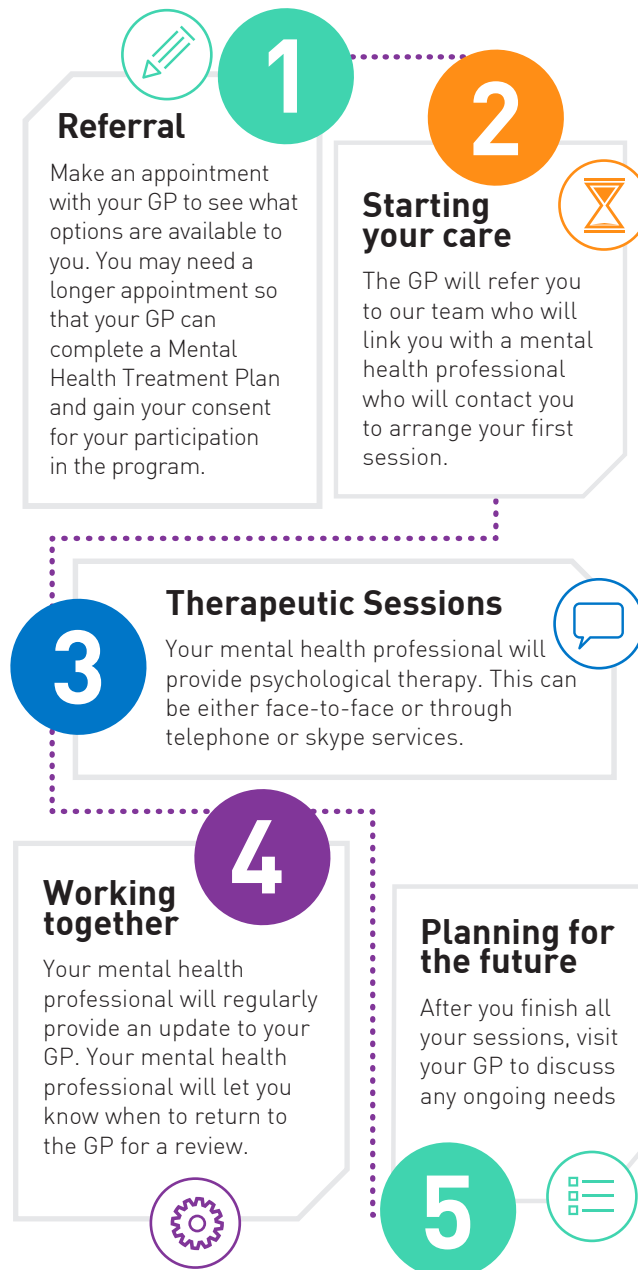 1
Referral
Make an appointment
with your GP to see what
options are available to
you. You may need a
longer appointment so
that your GP can
complete a Mental
Health Treatment Plan
and gain your consent
for your participation
in the program.
2
Starting
your care
The GP will refer you
to our team who will
link you with a mental
health professional
who will contact you
to arrange your first
session.
3
Therapeutic Sessions
Your mental health professional will
provide psychological therapy. This can
be either face-to-face or through
telephone or skype services.
4
Working
together
Your mental health
professional will regularly
provide an update to your
GP. Your mental health
professional will let you
know when to return to
the GP for a review.
Planning for
the future
After you finish all
your sessions, visit
your GP to discuss
any ongoing needs
5